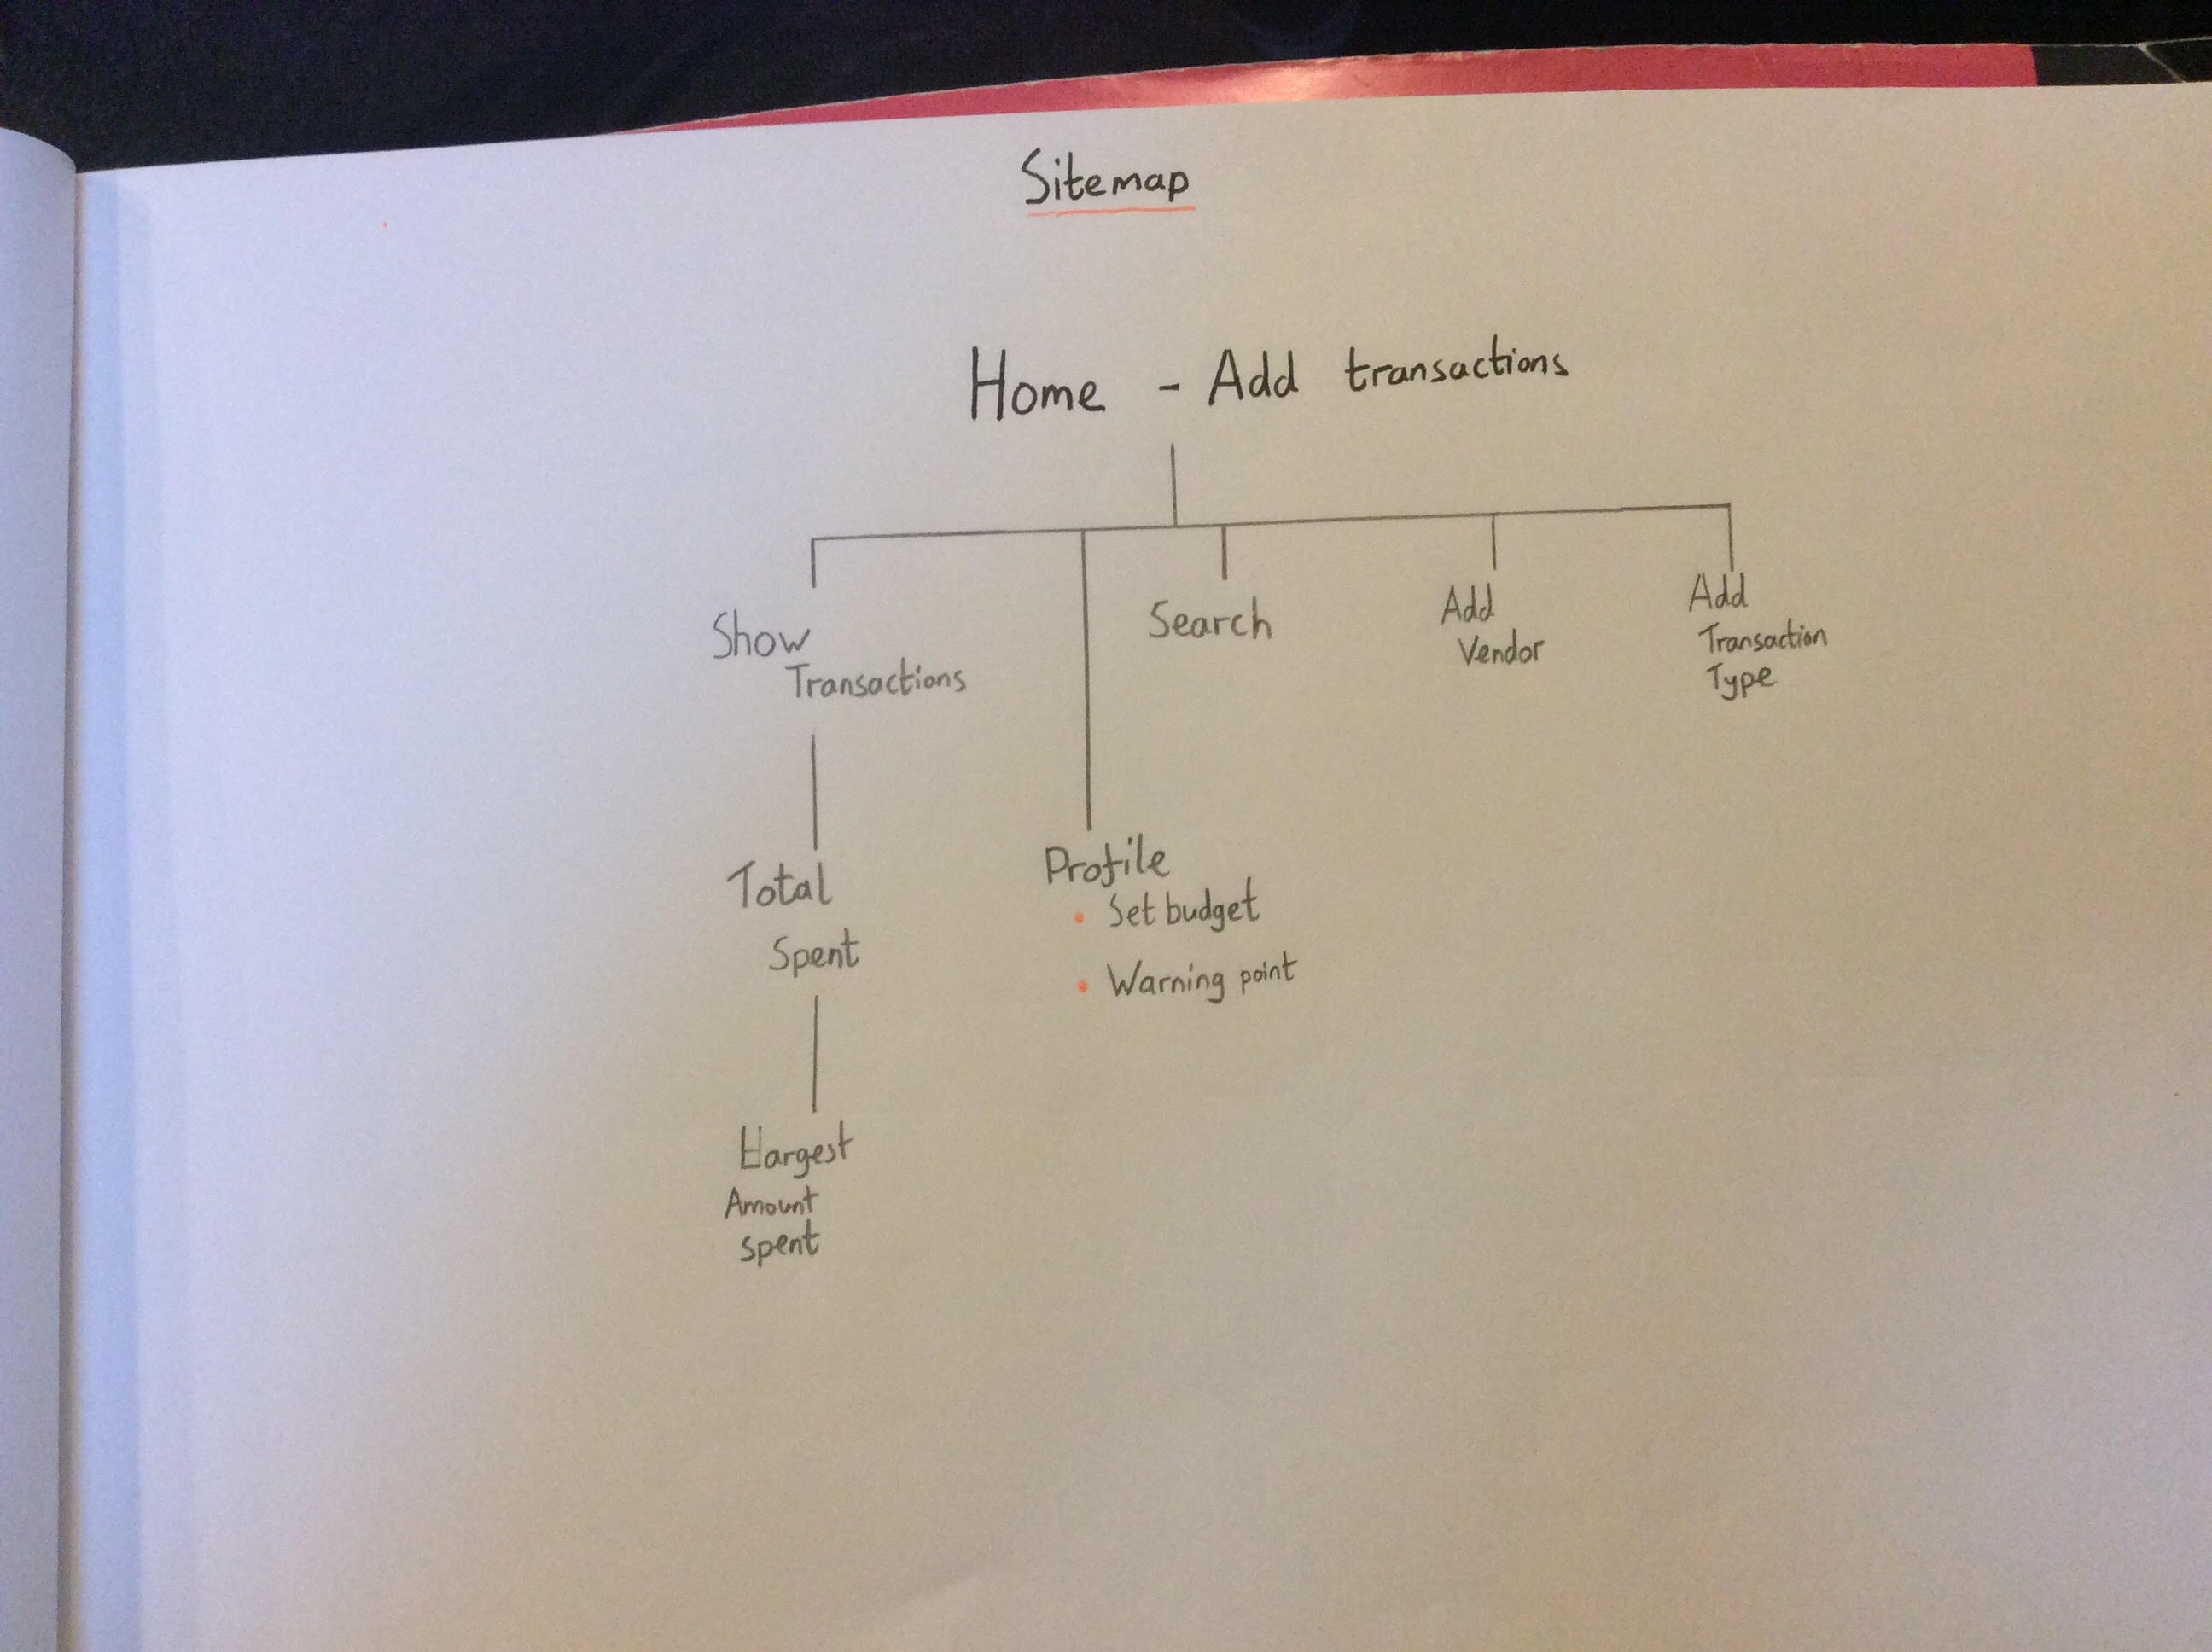 Sitemap
Home - Add transactions
Show
Transactions
Search
Add
Vendor
Add
Transaction
Type
Total
Spent
Profile
• Set budget
• Warning point
Largest
Amount
spent